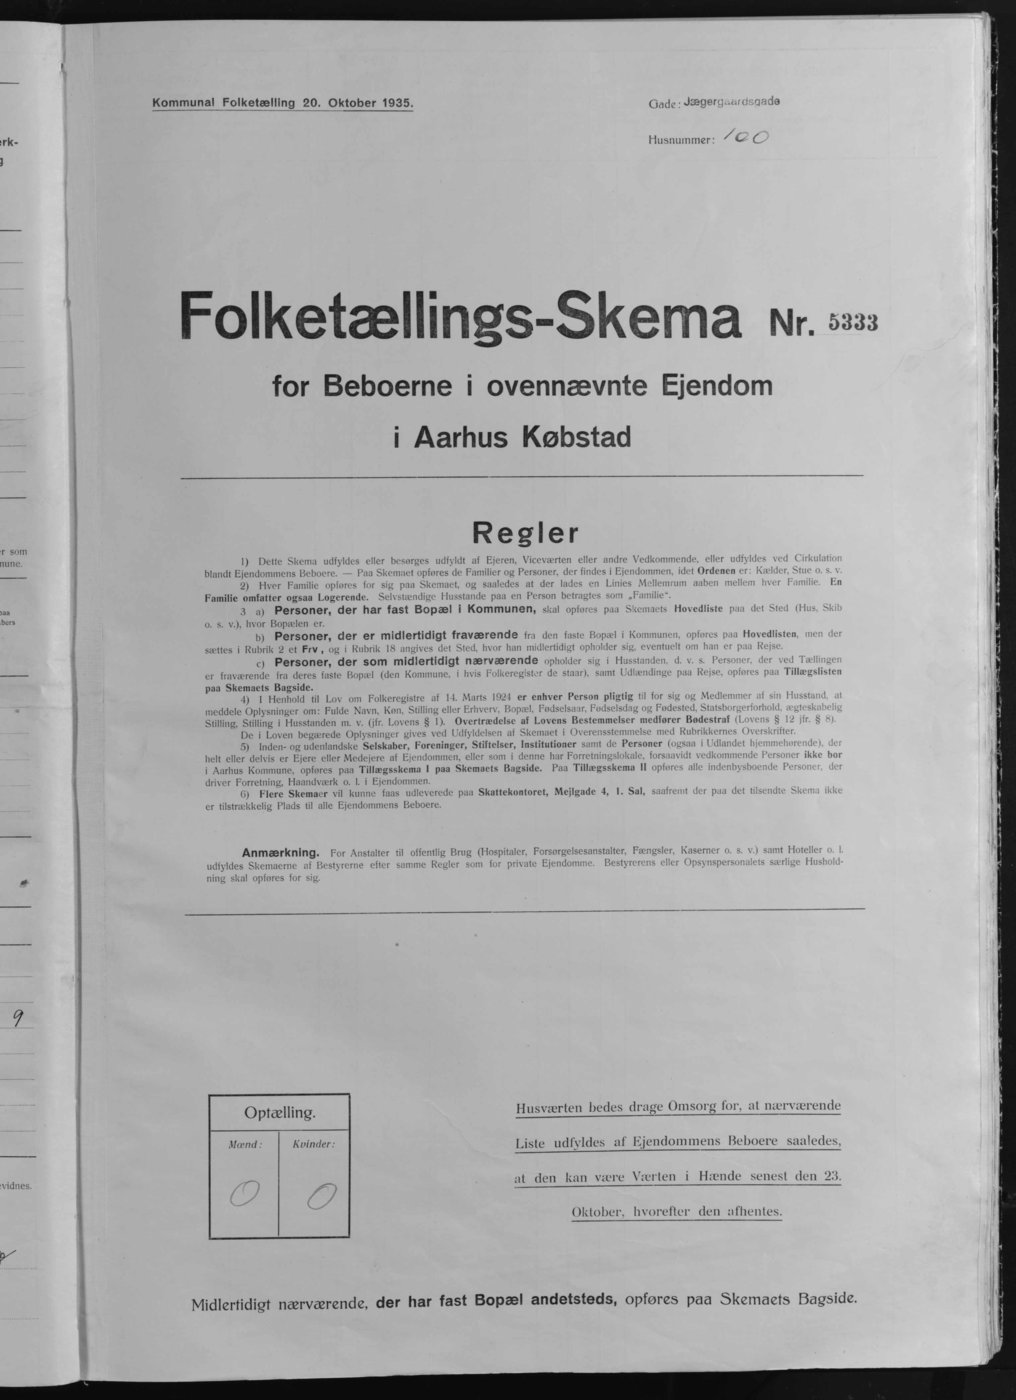 Kommunal Folketælling 20. Oktober 1935.
Gade: Jægergaardsgade
Husnummer: 100
Folketællings-Skema Nr. 5333
for Beboerne i ovennævnte Ejendom
i Aarhus Købstad
Regler
1) Dette Skema udfyldes eller besørges udfyldt af Ejeren, Viceværten eller andre Vedkommende, eller udfyldes ved Cirkulation
blandt Ejendommens Beboere. — Paa Skemaet opføres de Familier og Personer, der findes i Ejendommen, idet Ordenen er: Kælder, Stue o. s. v.
2) Hver Familie opføres for sig paa Skemaet, og saaledes at der lades en Linies Mellemrum aaben mellem hver Familie. En
Familie omfatter ogsaa Logerende. Selvstændige Husstande paa en Person betragtes som „Familie“.
3 a) Personer, der har fast Bopæl i Kommunen, skal opføres paa Skemaets Hovedliste paa det Sted (Hus, Skib
o. s. v.), hvor Bopælen er.
b) Personer, der er midlertidigt fraværende fra den faste Bopæl i Kommunen, opføres paa Hovedlisten, men der
sættes i Rubrik 2 et Frv, og i Rubrik 18 angives det Sted, hvor han midlertidigt opholder sig, eventuelt om han er paa Rejse.
c) Personer, der som midlertidigt nærværende opholder sig i Husstanden, d. v. s. Personer, der ved Tællingen
er fraværende fra deres faste Bopæl (den Kommune, i hvis Folkeregister de staar), samt Udlændinge paa Rejse, opføres paa Tillægslisten
paa Skemaets Bagside.
4) I Henhold til Lov om Folkeregistre af 14. Marts 1924 er enhver Person pligtig til for sig og Medlemmer af sin Husstand, at
meddele Oplysninger om: Fulde Navn, Køn, Stilling eller Erhverv, Bopæl, Fødselsaar, Fødselsdag og Fødested, Statsborgerforhold, ægteskabelig
Stilling, Stilling i Husstanden m. v. (jfr. Lovens § 1). Overtrædelse af Lovens Bestemmelser medfører Bødestraf (Lovens § 12 jfr. § 8).
De i Loven begærede Oplysninger gives ved Udfyldelsen af Skemaet i Overensstemmelse med Rubrikkernes Overskrifter.
5) Inden- og udenlandske Selskaber, Foreninger, Stiftelser, Institutioner samt de Personer (ogsaa i Udlandet hjemmehørende), der
helt eller delvis er Ejere eller Medejere af Ejendommen, eller som i denne har Forretningslokale, forsaavidt vedkommende Personer ikke bor
i Aarhus Kommune, opføres paa Tillægsskema I paa Skemaets Bagside. Paa Tillægsskema II opføres alle indenbysboende Personer, der
driver Forretning, Haandværk o. l. i Ejendommen.
6) Flere Skemaer vil kunne faas udleverede paa Skattekontoret, Mejlgade 4, 1. Sal, saafremt der paa det tilsendte Skema ikke
er tilstrækkelig Plads til alle Ejendommens Beboere.
Anmærkning. For Anstalter til offentlig Brug (Hospitaler, Forsørgelsesanstalter, Fængsler, Kaserner o. s. v.) samt Hoteller o. l.
udfyldes Skemaerne af Bestyrerne efter samme Regler som for private Ejendomme. Bestyrerens eller Opsynspersonalets særlige Hushold-
ning skal opføres for sig.
Optælling.
Mænd: Kvinder:
0 0
Husværten bedes drage Omsorg for, at nærværende
Liste udfyldes af Ejendommens Beboere saaledes,
at den kan være Værten i Hænde senest den 23.
Oktober, hvorefter den afhentes.
Midlertidigt nærværende, der har fast Bopæl andetsteds, opføres paa Skemaets Bagside.